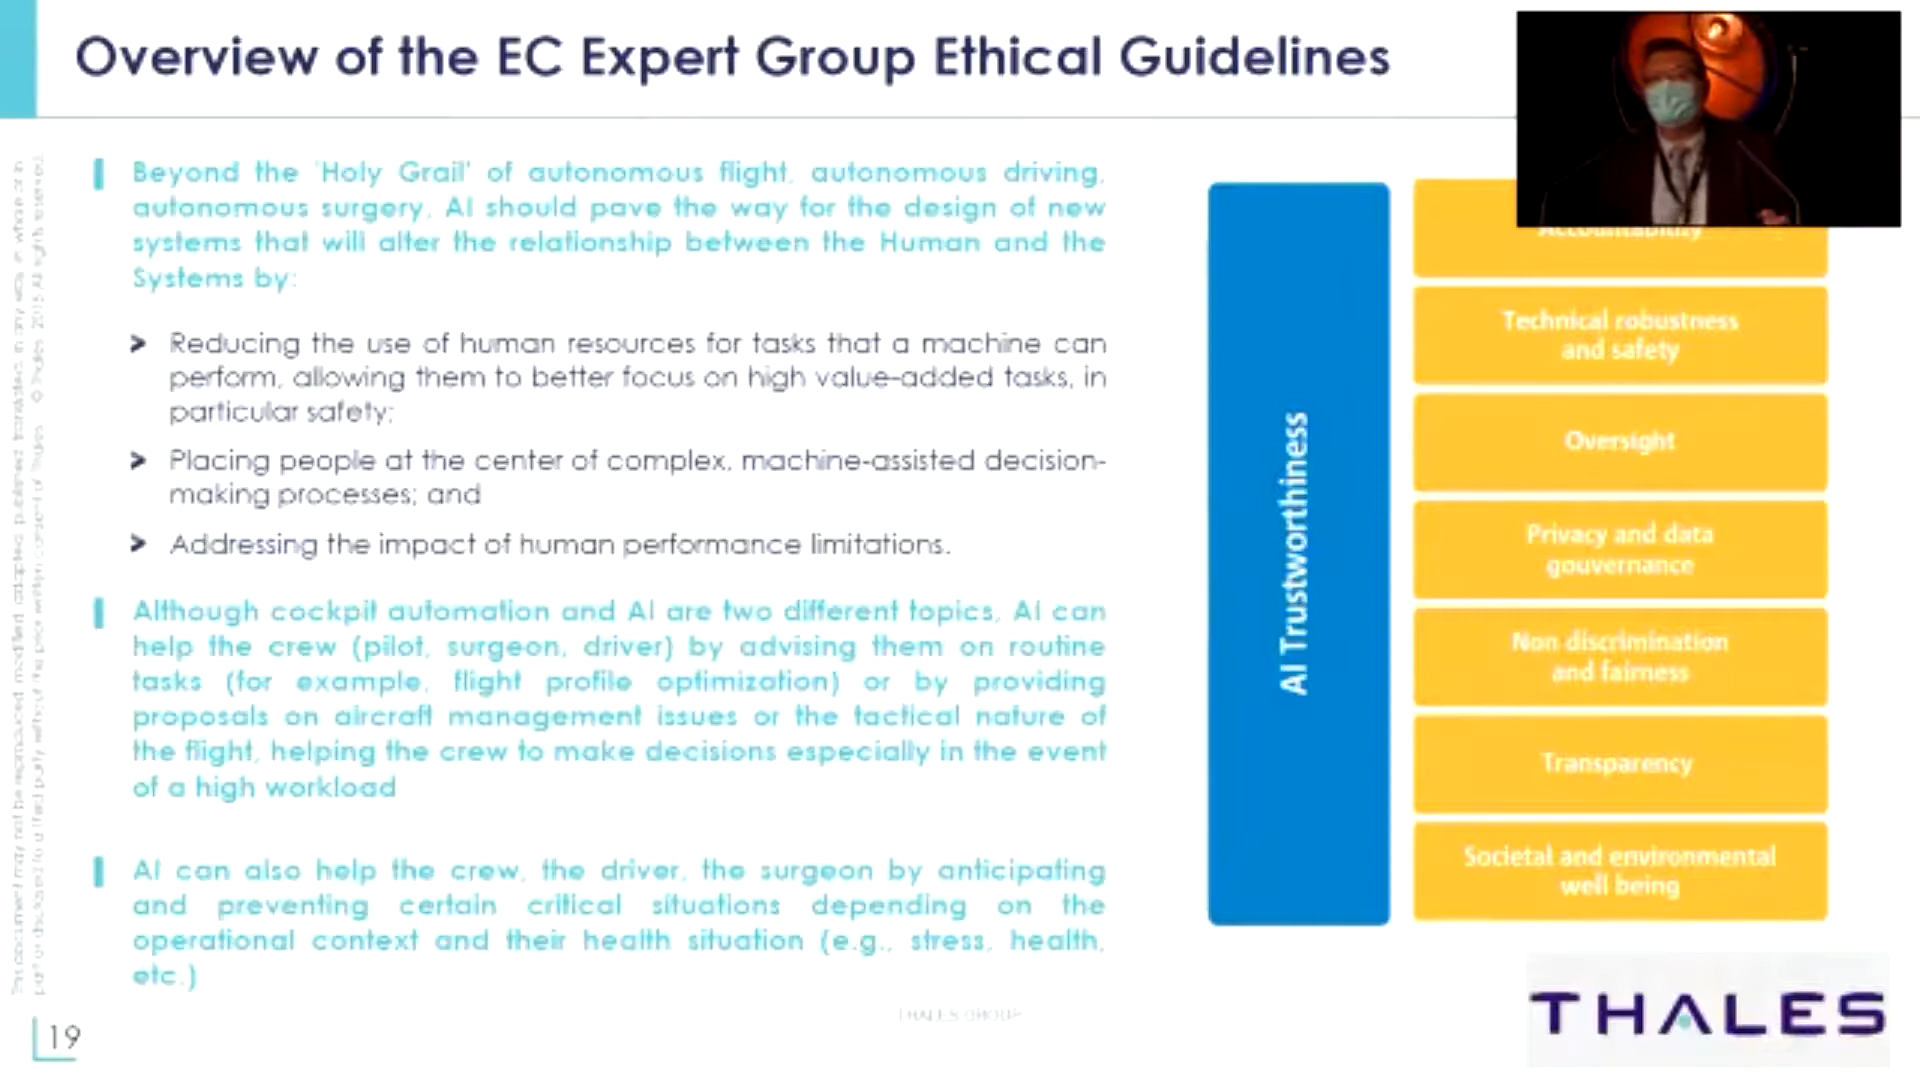 Overview of the EC Expert Group Ethical Guidelines
Beyond the 'Holy Grail' of autonomous flight, autonomous driving,
autonomous surgery, AI should pave the way for the design of new
systems that will alter the relationship between the Human and the
Systems by:
> Reducing the use of human resources for tasks that a machine can
perform, allowing them to better focus on high value-added tasks, in
particular safety;
> Placing people at the center of complex, machine-assisted decision-
making processes; and
> Addressing the impact of human performance limitations.
Although cockpit automation and AI are two different topics, AI can
help the crew (pilot, surgeon, driver) by advising them on routine
tasks (for example, flight profile optimization) or by providing
proposals on aircraft management issues or the tactical nature of
the flight, helping the crew to make decisions especially in the event
of a high workload
AI can also help the crew, the driver, the surgeon by anticipating
and preventing certain critical situations depending on the
operational context and their health situation (e.g., stress, health,
etc.)
AI Trustworthiness
Accountability
Technical robustness
and safety
Oversight
Privacy and data
gouvernance
Non discrimination
and fairness
Transparency
Societal and environmental
well being
THALES GROUP
THALES
19